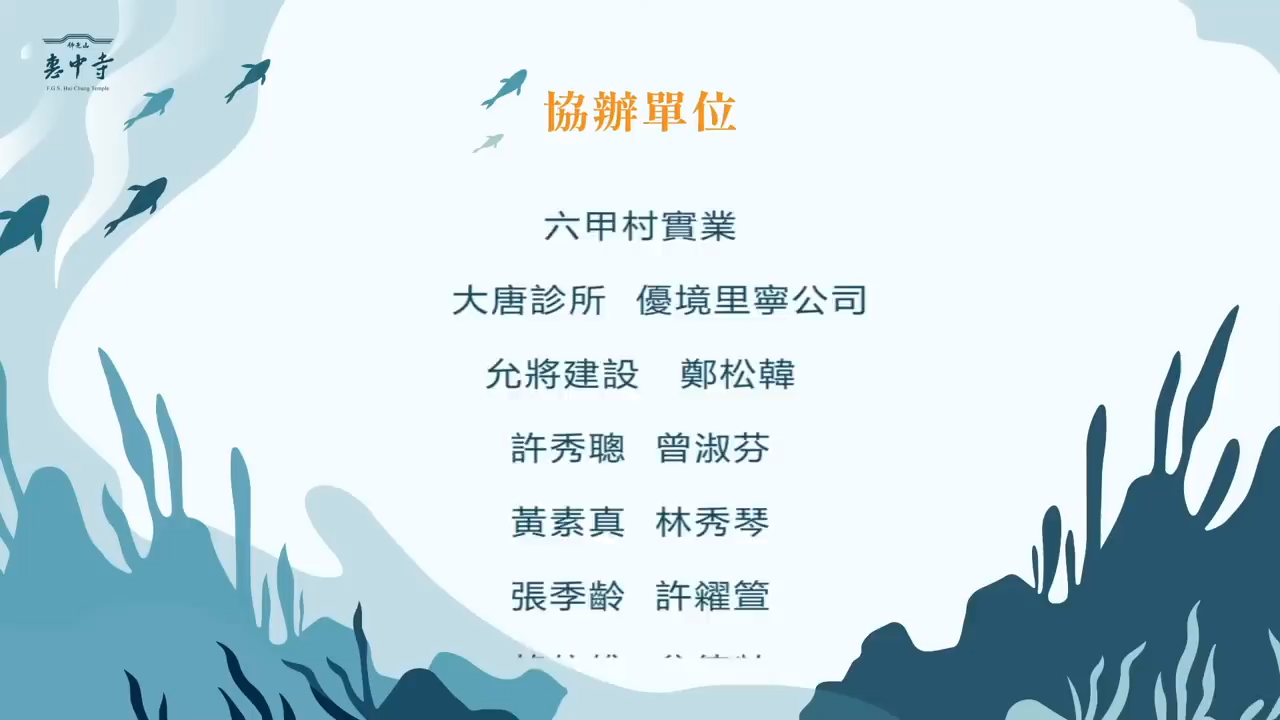 佛光山
惠中寺
F.G.S. Hui Chung Temple
協辦單位
六甲村實業
大唐診所 優境里寧公司
允將建設 鄭松韓
許秀聰 曾淑芬
黃素真 林秀琴
張季齡 許糴萱